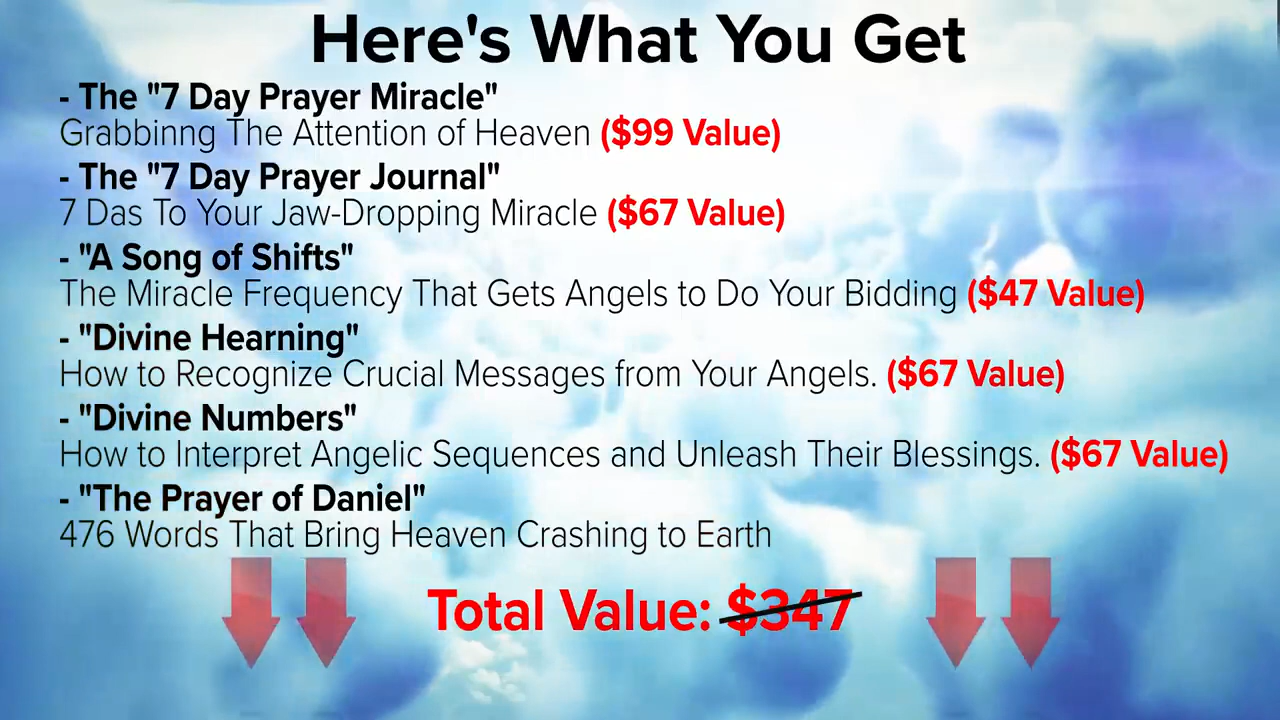 Here's What You Get
- The "7 Day Prayer Miracle"
Grabbinng The Attention of Heaven ($99 Value)
- The "7 Day Prayer Journal"
7 Das To Your Jaw-Dropping Miracle ($67 Value)
- "A Song of Shifts"
The Miracle Frequency That Gets Angels to Do Your Bidding ($47 Value)
- "Divine Hearning"
How to Recognize Crucial Messages from Your Angels. ($67 Value)
- "Divine Numbers"
How to Interpret Angelic Sequences and Unleash Their Blessings. ($67 Value)
- "The Prayer of Daniel"
476 Words That Bring Heaven Crashing to Earth
Total Value: $347